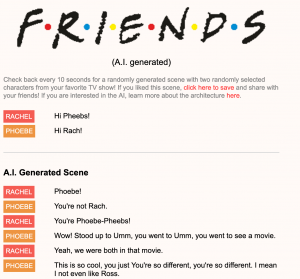 F·R·I·E·N·D·S
(A.I. generated)
Check back every 10 seconds for a randomly generated scene with two randomly selected
characters from your favorite TV show! If you liked this scene, click here to save and share with
your friends! If you are interested in the AI, learn more about the architecture here.
RACHEL Hi Pheebs!
PHOEBE Hi Rach!
A.I. Generated Scene
RACHEL Phoebe!
PHOEBE You're not Rach.
RACHEL You're Phoebe-Pheebs!
PHOEBE Wow! Stood up to Umm, you went to Umm, you went to see a movie.
RACHEL Yeah, we were both in that movie.
PHOEBE This is so cool, you just You're so different, you're so different. I mean
I not even like Ross.